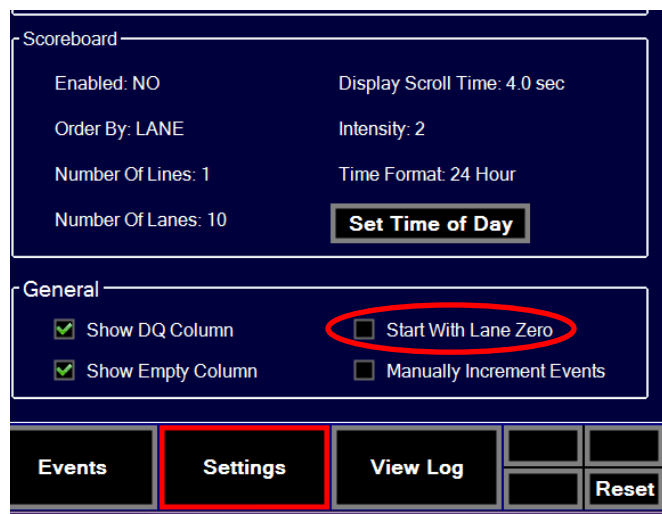 Scoreboard
Enabled: NO
Display Scroll Time: 4.0 sec
Order By: LANE
Intensity: 2
Number Of Lines: 1
Time Format: 24 Hour
Number Of Lanes: 10
Set Time of Day
General
Show DQ Column
Start With Lane Zero
Show Empty Column
Manually Increment Events
Events
Settings
View Log
Reset